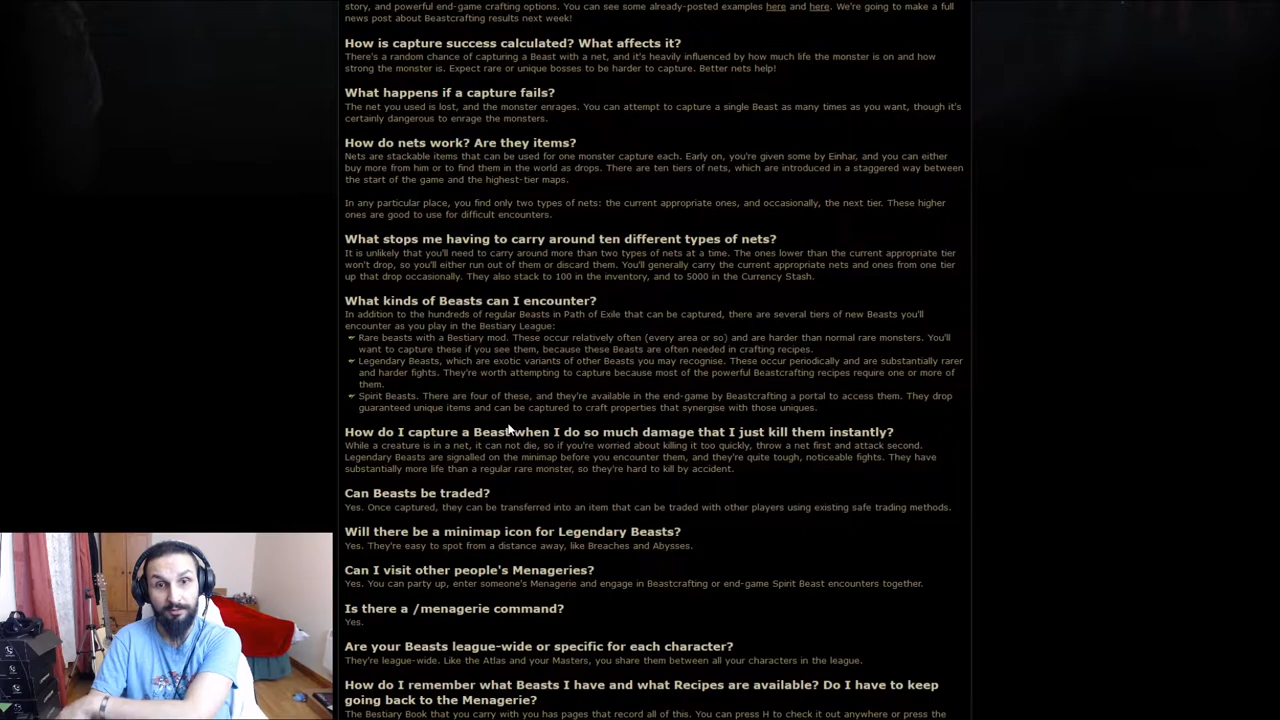 story, and powerful end-game crafting options. You can see some already-posted examples here and here. We're going to make a full
news post about Beastcrafting results next week!
How is capture success calculated? What affects it?
There's a random chance of capturing a Beast with a net, and it's heavily influenced by how much life the monster is on and how
strong the monster is. Expect rare or unique bosses to be harder to capture. Better nets help!
What happens if a capture fails?
The net you used is lost, and the monster enrages. You can attempt to capture a single Beast as many times as you want, though it's
certainly dangerous to enrage the monsters.
How do nets work? Are they items?
Nets are stackable items that can be used for one monster capture each. Early on, you're given some by Einhar, and you can either
buy more from him or to find them in the world as drops. There are ten tiers of nets, which are introduced in a staggered way between
the start of the game and the highest-tier maps.
In any particular place, you find only two types of nets: the current appropriate ones, and occasionally, the next tier. These higher
ones are good to use for difficult encounters.
What stops me having to carry around ten different types of nets?
It is unlikely that you'll need to carry around more than two types of nets at a time. The ones lower than the current appropriate tier
won't drop, so you'll either run out of them or discard them. You'll generally carry the current appropriate nets and ones from one tier
up that drop occasionally. They also stack to 100 in the inventory, and to 5000 in the Currency Stash.
What kinds of Beasts can I encounter?
In addition to the hundreds of regular Beasts in Path of Exile that can be captured, there are several tiers of new Beasts you'll
encounter as you play in the Bestiary League:
Rare beasts with a Bestiary mod. These occur relatively often (every area or so) and are harder than normal rare monsters. You'll
want to capture these if you see them, because these Beasts are often needed in crafting recipes.
Legendary Beasts, which are exotic variants of other Beasts you may recognise. These occur periodically and are substantially rarer
and harder fights. They're worth attempting to capture because most of the powerful Beastcrafting recipes require one or more of
them.
Spirit Beasts. There are four of these, and they're available in the end-game by Beastcrafting a portal to access them. They drop
guaranteed unique items and can be captured to craft properties that synergise with those uniques.
How do I capture a Beast when I do so much damage that I just kill them instantly?
While a creature is in a net, it can not die, so if you're worried about killing it too quickly, throw a net first and attack second.
Legendary Beasts are signalled on the minimap before you encounter them, and they're quite tough, noticeable fights. They have
substantially more life than a regular rare monster, so they're hard to kill by accident.
Can Beasts be traded?
Yes. Once captured, they can be transferred into an item that can be traded with other players using existing safe trading methods.
Will there be a minimap icon for Legendary Beasts?
Yes. They're easy to spot from a distance away, like Breaches and Abysses.
Can I visit other people's Menageries?
Yes. You can party up, enter someone's Menagerie and engage in Beastcrafting or end-game Spirit Beast encounters together.
Is there a /menagerie command?
Yes.
Are your Beasts league-wide or specific for each character?
They're league-wide. Like the Atlas and your Masters, you share them between all your characters in the league.
How do I remember what Beasts I have and what Recipes are available? Do I have to keep
going back to the Menagerie?
The Bestiary Book that you carry with you has pages that record all of this. You can press H to check it out anywhere or press the